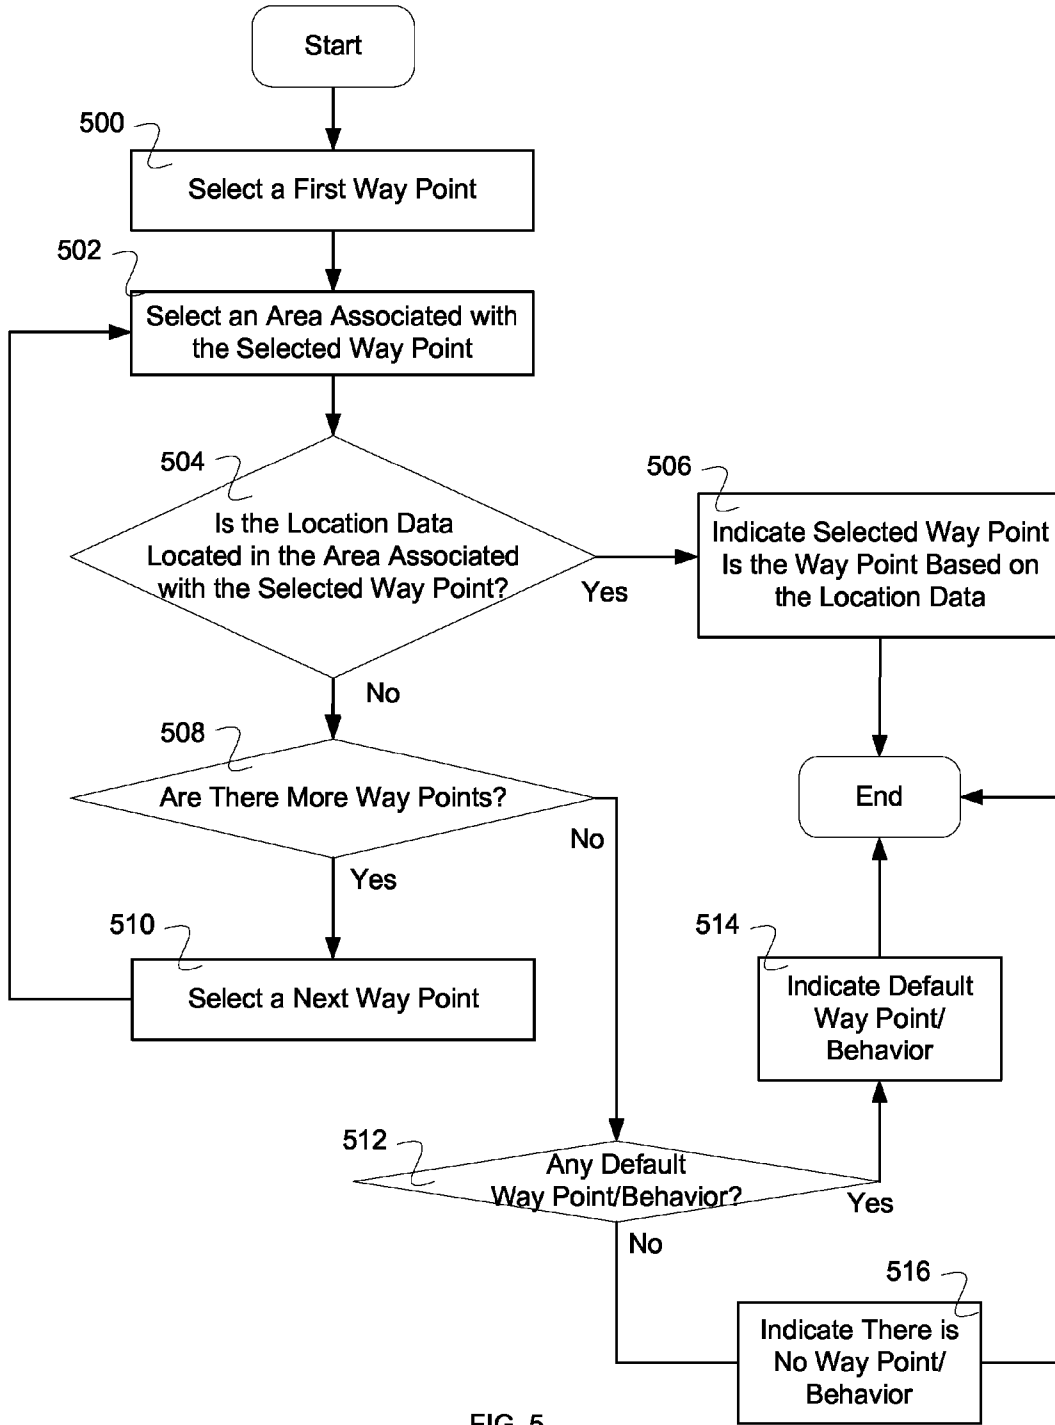 Start
500
Select a First Way Point
502
Select an Area Associated with
the Selected Way Point
504
Is the Location Data
Located in the Area Associated
with the Selected Way Point?
Yes
506
Indicate Selected Way Point
Is the Way Point Based on
the Location Data
No
508
Are There More Way Points?
No
Yes
End
510
Select a Next Way Point
514
Indicate Default
Way Point/
Behavior
512
Any Default
Way Point/Behavior?
Yes
No
516
Indicate There is
No Way Point/
Behavior
FIG. 5